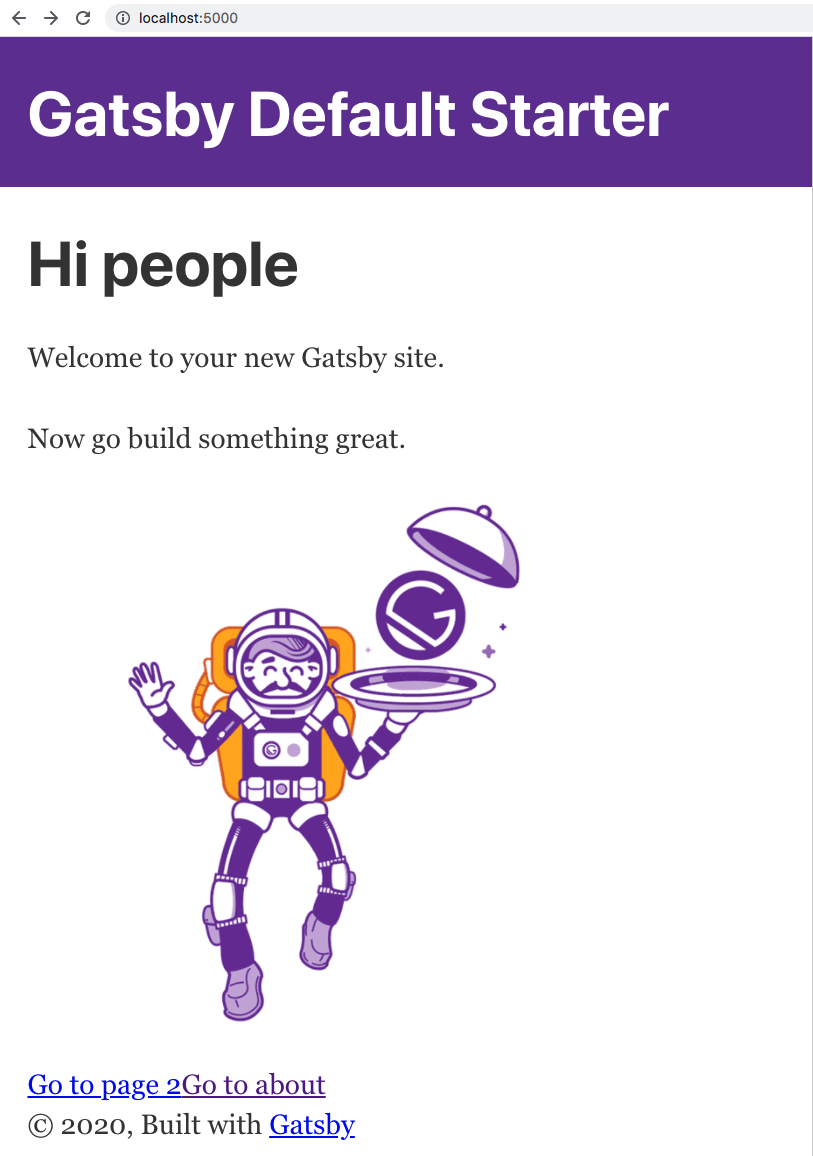 localhost:5000
Gatsby Default Starter
Hi people
Welcome to your new Gatsby site.
Now go build something great.
Go to page 2Go to about
© 2020, Built with Gatsby